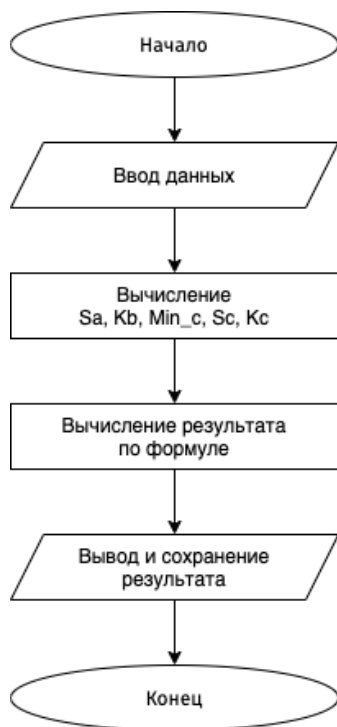 Начало
Ввод данных
Вычисление
Sa, Kb, Min_c, Sc, Kc
Вычисление результата
по формуле
Вывод и сохранение
результата
Конец